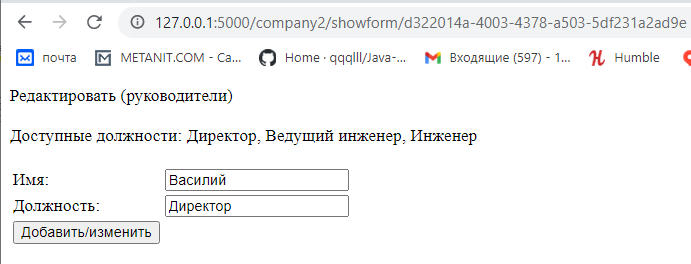 127.0.0.1:5000/company2/showform/d322014a-4003-4378-a503-5df231a2ad9e
почта METANIT.COM - Са... Home · qqqlll/Java-... Входящие (597) - 1... Humble
Редактировать (руководители)
Доступные должности: Директор, Ведущий инженер, Инженер
Имя: Василий
Должность: Директор
Добавить/изменить